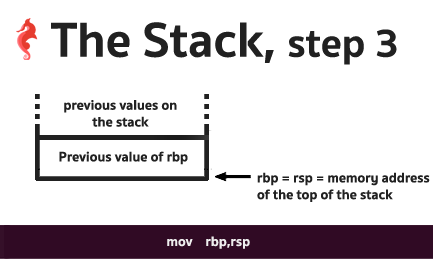 The Stack, step 3
previous values on
the stack
Previous value of rbp
rbp = rsp = memory address
of the top of the stack
mov rbp,rsp